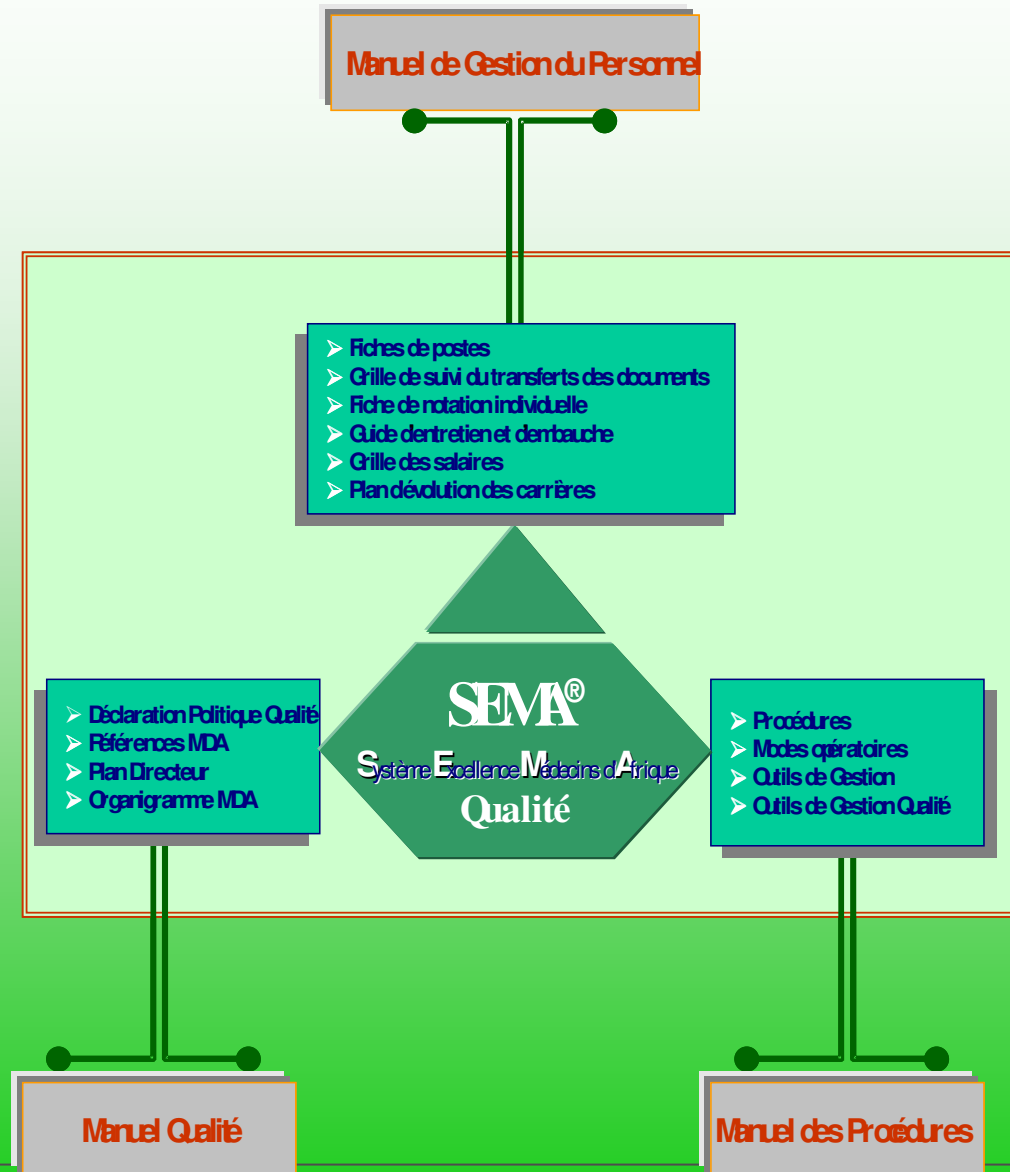 Manuel de Gestion du Personnel
Fiches de postes
Grille de suivi du transferts des documents
Fiche de notation individuelle
Guide d'entretien et d'embauche
Grille des salaires
Plan d'évolution des carrières
SEMA®
Système Excellence Médecins d'Afrique
Qualité
Déclaration Politique Qualité
Références MDA
Plan Directeur
Organigramme MDA
Procédures
Modes opératoires
Outils de Gestion
Outils de Gestion Qualité
Manuel Qualité
Manuel des Procédures